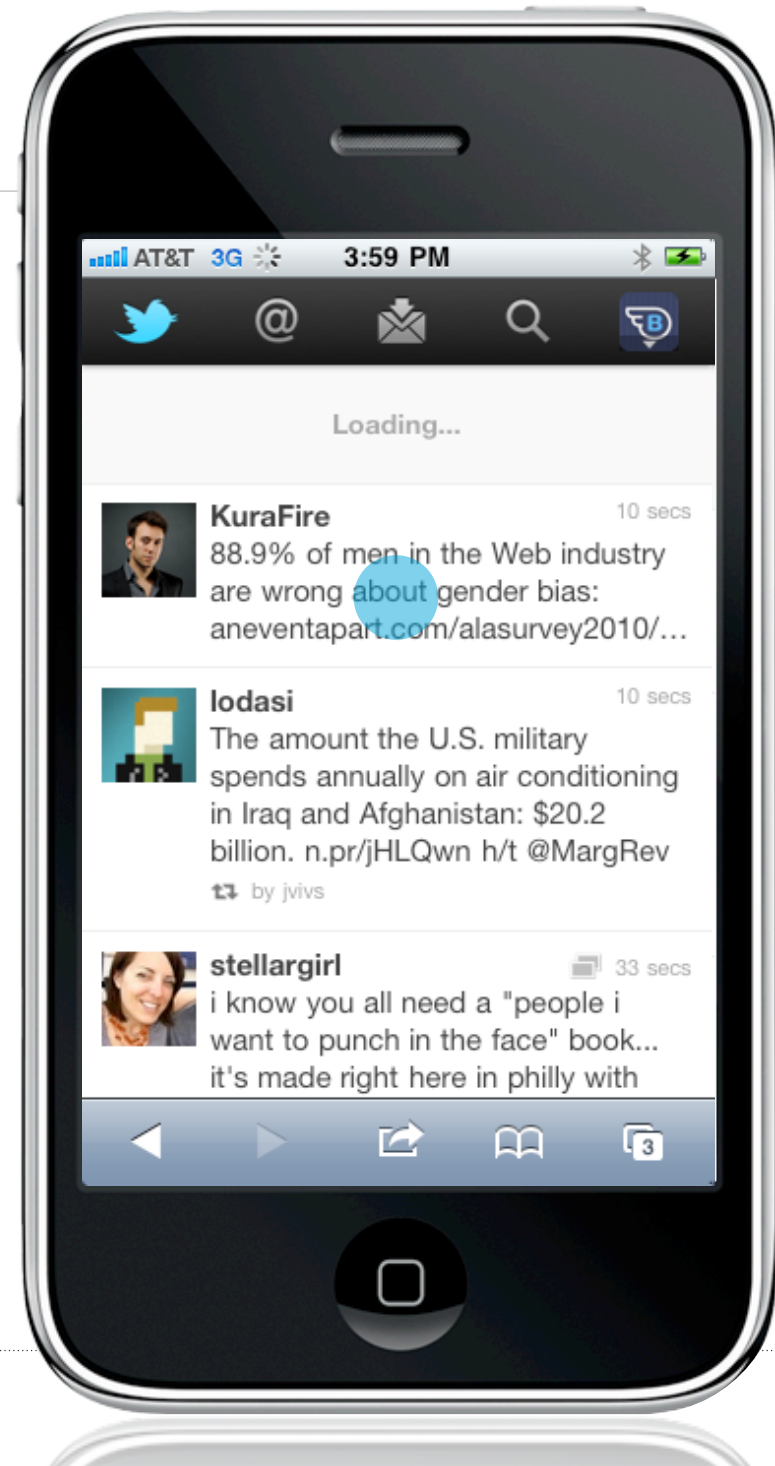 AT&T 3G 3:59 PM
@
B
Loading...
KuraFire 10 secs
88.9% of men in the Web industry
are wrong about gender bias:
aneventapart.com/alasurvey2010/...
lodasi 10 secs
The amount the U.S. military
spends annually on air conditioning
in Iraq and Afghanistan: $20.2
billion. n.pr/jHLQwn h/t @MargRev
by jvivs
stellargirl 33 secs
i know you all need a "people i
want to punch in the face" book...
it's made right here in philly with
3